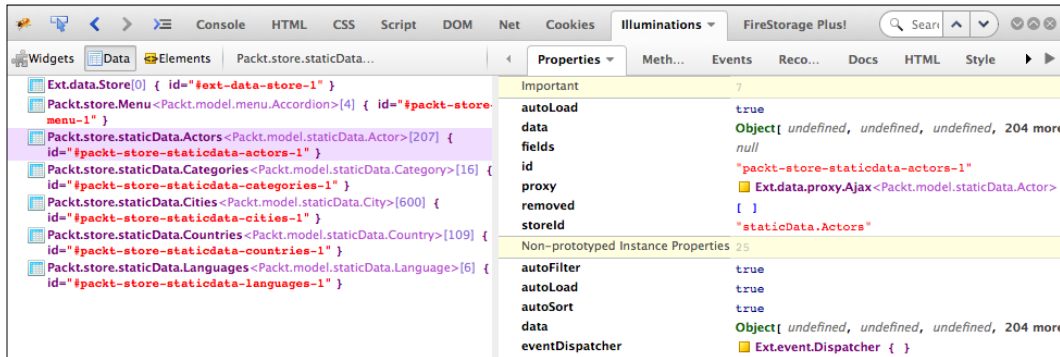 Console HTML CSS Script DOM Net Cookies Illuminations FireStorage Plus! Sear
Widgets Data Elements Packt.store.staticData...
Properties Meth... Events Reco... Docs HTML Style
Ext.data.Store[0] { id="#ext-data-store-1" }
Packt.store.Menu<Packt.model.menu.Accordion>[4] { id="#packt-store-
menu-1" }
Packt.store.staticData.Actors<Packt.model.staticData.Actor>[207] {
id="#packt-store-staticdata-actors-1" }
Packt.store.staticData.Categories<Packt.model.staticData.Category>[16] {
id="#packt-store-staticdata-categories-1" }
Packt.store.staticData.Cities<Packt.model.staticData.City>[600] {
id="#packt-store-staticdata-cities-1" }
Packt.store.staticData.Countries<Packt.model.staticData.Country>[109] {
id="#packt-store-staticdata-countries-1" }
Packt.store.staticData.Languages<Packt.model.staticData.Language>[6] {
id="#packt-store-staticdata-languages-1" }
Important 7
autoLoad true
data Object[ undefined, undefined, undefined, 204 more
fields null
id "packt-store-staticdata-actors-1"
proxy Ext.data.proxy.Ajax<Packt.model.staticData.Actor>
removed [ ]
storeId "staticData.Actors"
Non-prototyped Instance Properties 25
autoFilter true
autoLoad true
autoSort true
data Object[ undefined, undefined, undefined, 204 more
eventDispatcher Ext.event.Dispatcher { }